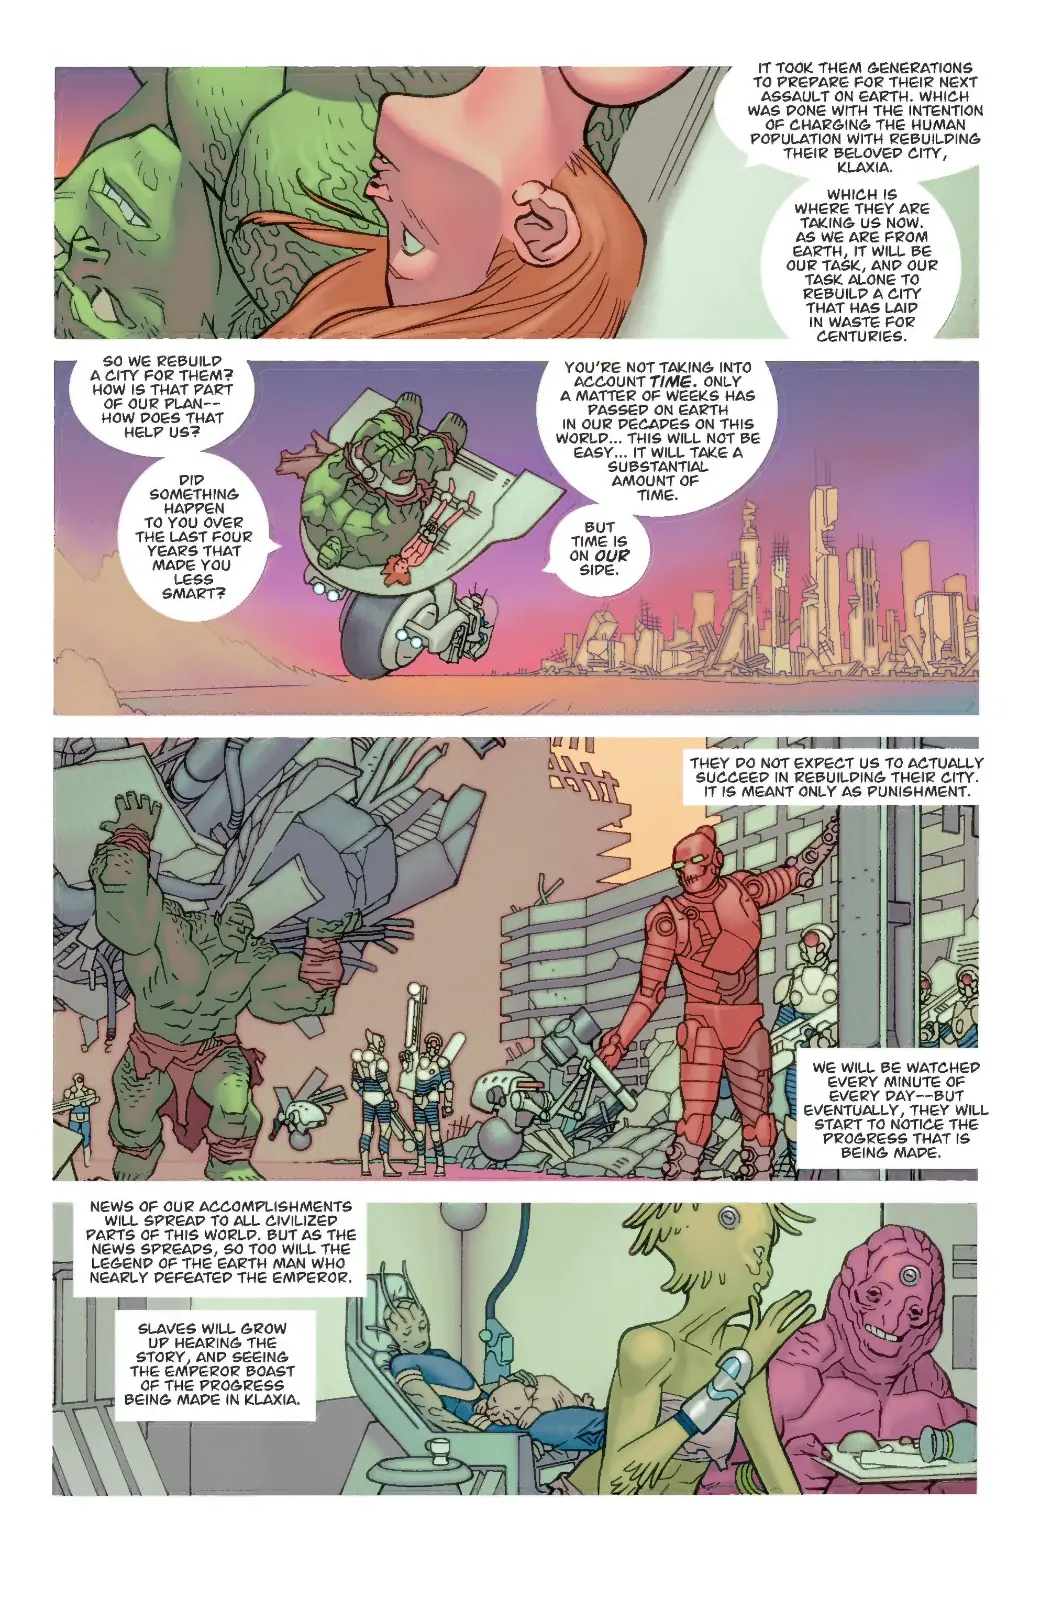 IT TOOK THEM GENERATIONS
TO PREPARE FOR THEIR NEXT
ASSAULT ON EARTH. WHICH
WAS DONE WITH THE INTENTION
OF CHARGING THE HUMAN
POPULATION WITH REBUILDING
THEIR BELOVED CITY,
KLAXIA.
WHICH IS
WHERE THEY ARE
TAKING US NOW.
AS WE ARE FROM
EARTH, IT WILL BE
OUR TASK, AND OUR
TASK ALONE TO
REBUILD A CITY
THAT HAS LAID
IN WASTE FOR
CENTURIES.
SO WE REBUILD
A CITY FOR THEM?
HOW IS THAT PART
OF OUR PLAN--
HOW DOES THAT
HELP US?
DID
SOMETHING
HAPPEN
TO YOU OVER
THE LAST FOUR
YEARS THAT
MADE YOU
LESS
SMART?
YOU'RE NOT TAKING INTO
ACCOUNT TIME. ONLY
A MATTER OF WEEKS HAS
PASSED ON EARTH
IN OUR DECADES ON THIS
WORLD... THIS WILL NOT BE
EASY... IT WILL TAKE A
SUBSTANTIAL
AMOUNT OF
TIME.
BUT
TIME IS
ON OUR
SIDE.
THEY DO NOT EXPECT US TO ACTUALLY
SUCCEED IN REBUILDING THEIR CITY.
IT IS MEANT ONLY AS PUNISHMENT.
WE WILL BE WATCHED
EVERY MINUTE OF
EVERY DAY--BUT
EVENTUALLY, THEY WILL
START TO NOTICE THE
PROGRESS THAT IS
BEING MADE.
NEWS OF OUR ACCOMPLISHMENTS
WILL SPREAD TO ALL CIVILIZED
PARTS OF THIS WORLD. BUT AS THE
NEWS SPREADS, SO TOO WILL THE
LEGEND OF THE EARTH MAN WHO
NEARLY DEFEATED THE EMPEROR.
SLAVES WILL GROW
UP HEARING THE
STORY, AND SEEING
THE EMPEROR BOAST
OF THE PROGRESS
BEING MADE IN KLAXIA.